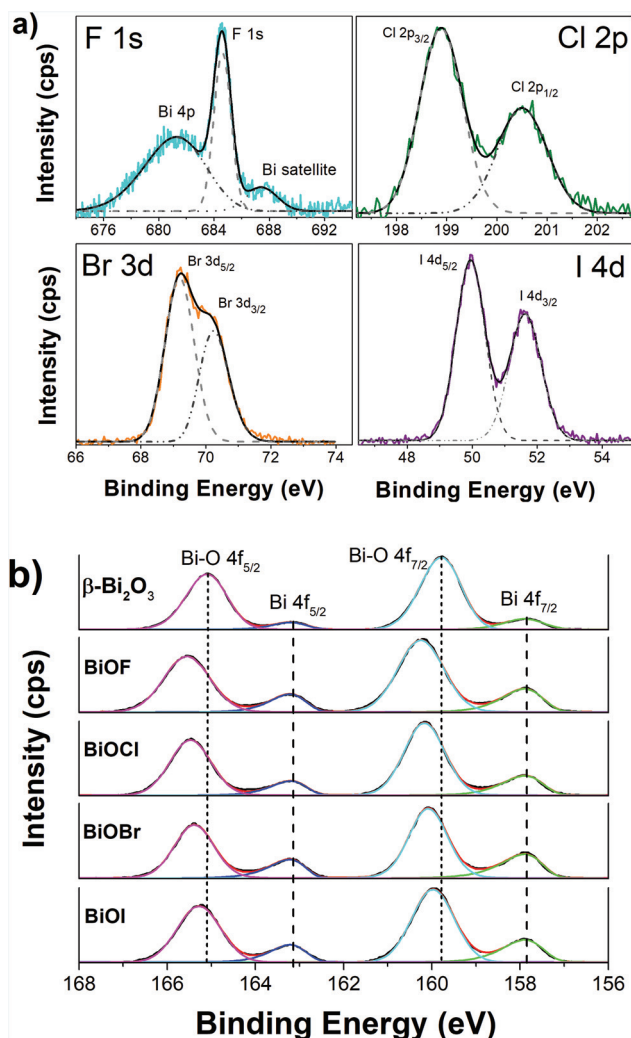 a)
F 1s
F 1s
Bi 4p
Bi satellite
Intensity (cps)
676 680 684 688 692
Cl 2p
Cl 2p3/2
Cl 2p1/2
198 199 200 201 202
Br 3d
Br 3d5/2
Br 3d3/2
Intensity (cps)
66 68 70 72 74
Binding Energy (eV)
I 4d
I 4d5/2
I 4d3/2
48 50 52 54
Binding Energy (eV)
b)
Bi-O 4f5/2
Bi 4f5/2
Bi-O 4f7/2
Bi 4f7/2
β-Bi2O3
BiOF
BiOCl
BiOBr
BiOI
Intensity (cps)
168 166 164 162 160 158 156
Binding Energy (eV)